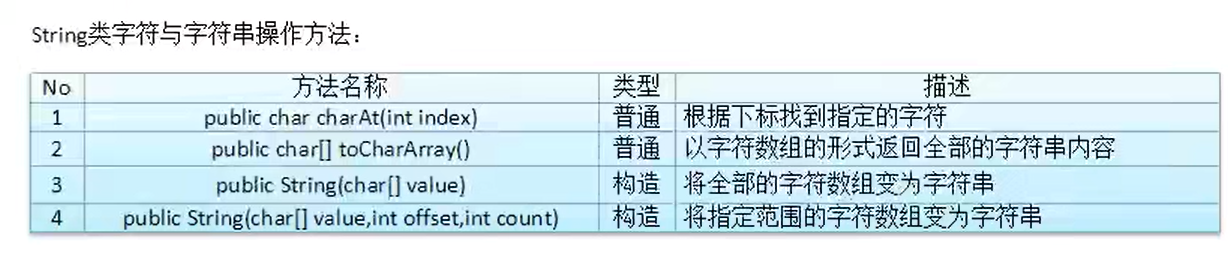 String类字符与字符串操作方法：
No 方法名称 类型 描述
1 public char charAt(int index) 普通 根据下标找到指定的字符
2 public char[] toCharArray() 普通 以字符数组的形式返回全部的字符串内容
3 public String(char[] value) 构造 将全部的字符数组变为字符串
4 public String(char[] value,int offset,int count) 构造 将指定范围的字符数组变为字符串